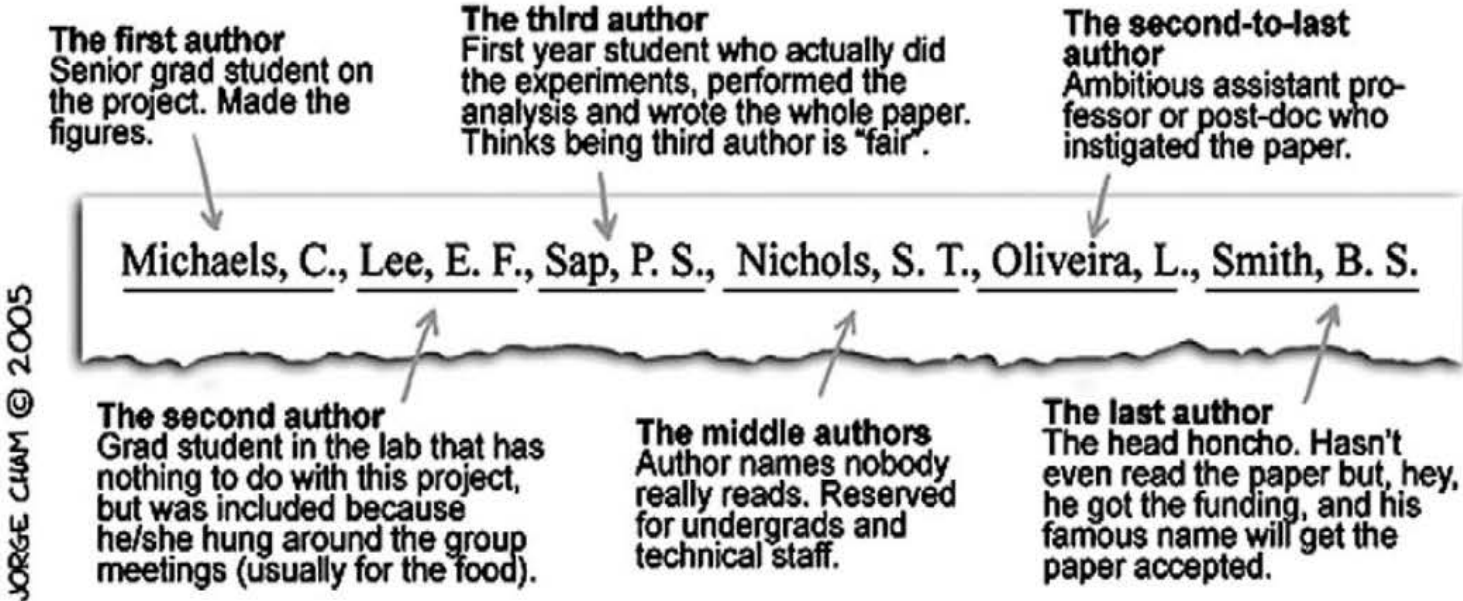 The first author
Senior grad student on
the project. Made the
figures.
The third author
First year student who actually did
the experiments, performed the
analysis and wrote the whole paper.
Thinks being third author is "fair".
The second-to-last
author
Ambitious assistant pro-
fessor or post-doc who
instigated the paper.
Michaels, C., Lee, E. F., Sap, P. S., Nichols, S. T., Oliveira, L., Smith, B. S.
The second author
Grad student in the lab that has
nothing to do with this project,
but was included because
he/she hung around the group
meetings (usually for the food).
The middle authors
Author names nobody
really reads. Reserved
for undergrads and
technical staff.
The last author
The head honcho. Hasn't
even read the paper but, hey,
he got the funding, and his
famous name will get the
paper accepted.
JORGE CHAM © 2005